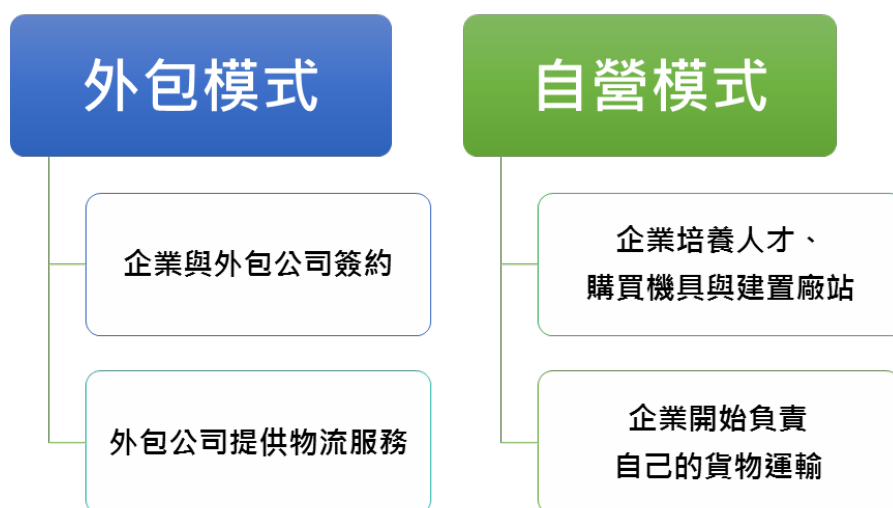 外包模式
企業與外包公司簽約
外包公司提供物流服務
自營模式
企業培養人才、
購買機具與建置廠站
企業開始負責
自己的貨物運輸